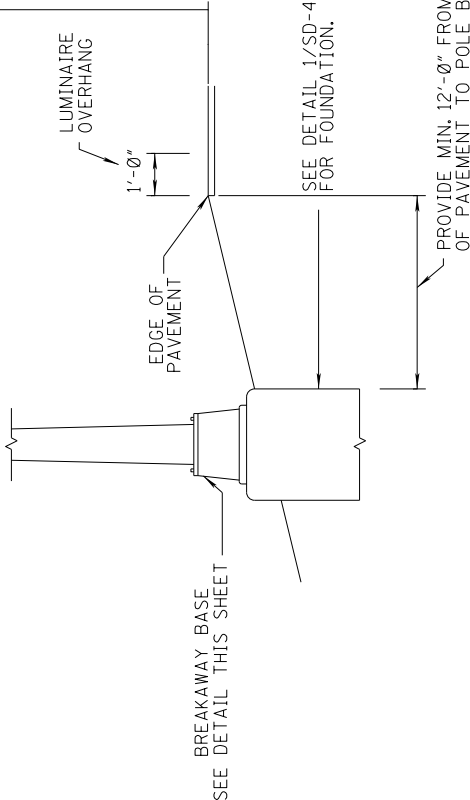 LUMINAIRE
OVERHANG
1'-0"
EDGE OF
PAVEMENT
SEE DETAIL 1/SD-4
FOR FOUNDATION.
PROVIDE MIN. 12'-0" FROM
OF PAVEMENT TO POLE B
BREAKAWAY BASE
SEE DETAIL THIS SHEET